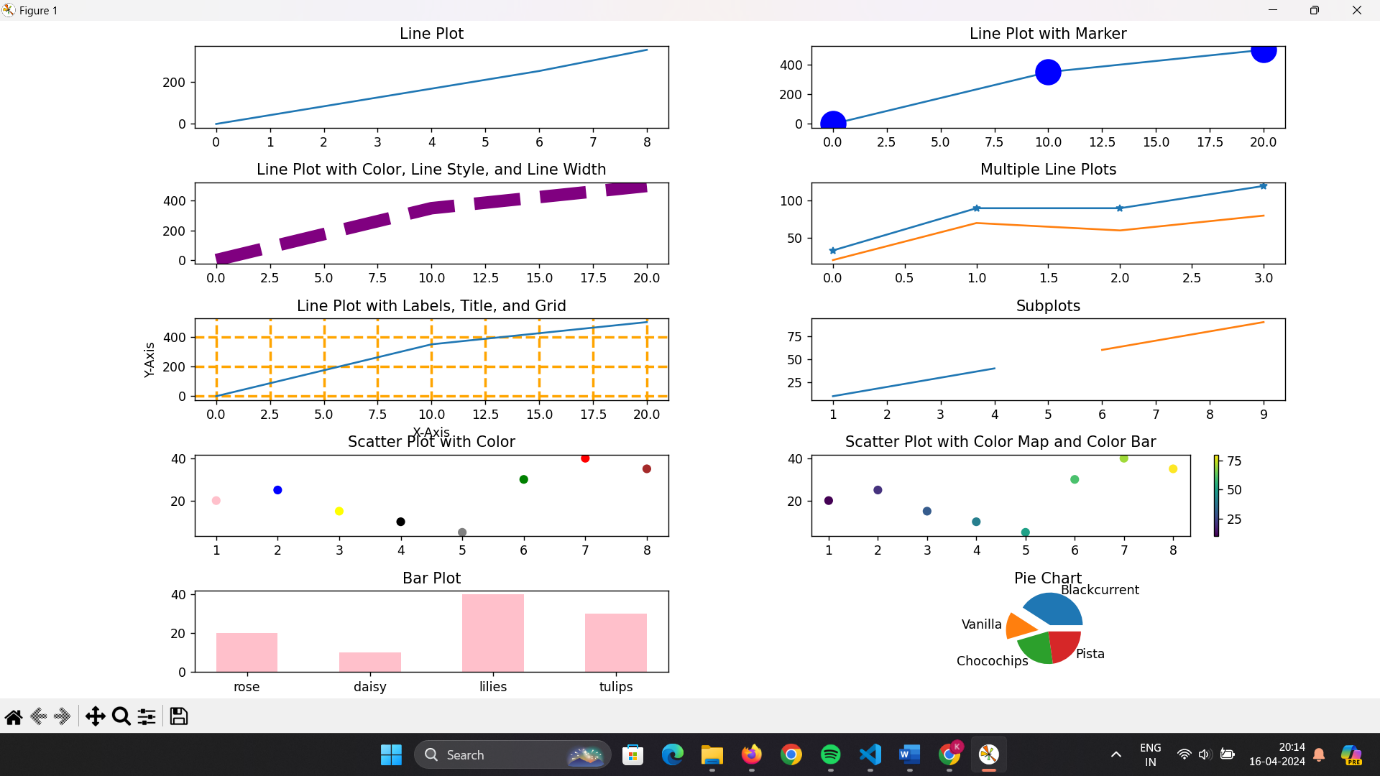 Figure 1
Line Plot
200
0
0 1 2 3 4 5 6 7 8
Line Plot with Marker
400
200
0
0.0 2.5 5.0 7.5 10.0 12.5 15.0 17.5 20.0
Line Plot with Color, Line Style, and Line Width
400
200
0
0.0 2.5 5.0 7.5 10.0 12.5 15.0 17.5 20.0
Multiple Line Plots
100
50
0.0 0.5 1.0 1.5 2.0 2.5 3.0
Line Plot with Labels, Title, and Grid
Y-Axis
400
200
0
0.0 2.5 5.0 7.5 10.0 12.5 15.0 17.5 20.0
X-Axis
Subplots
75
50
25
1 2 3 4 5 6 7 8 9
Scatter Plot with Color
40
20
1 2 3 4 5 6 7 8
Scatter Plot with Color Map and Color Bar
40
20
1 2 3 4 5 6 7 8
75
50
25
Bar Plot
40
20
0
rose daisy lilies tulips
Pie Chart
Blackcurrent
Vanilla
Chocochips
Pista
Search
K
W
ENG
IN
20:14
16-04-2024
PRE